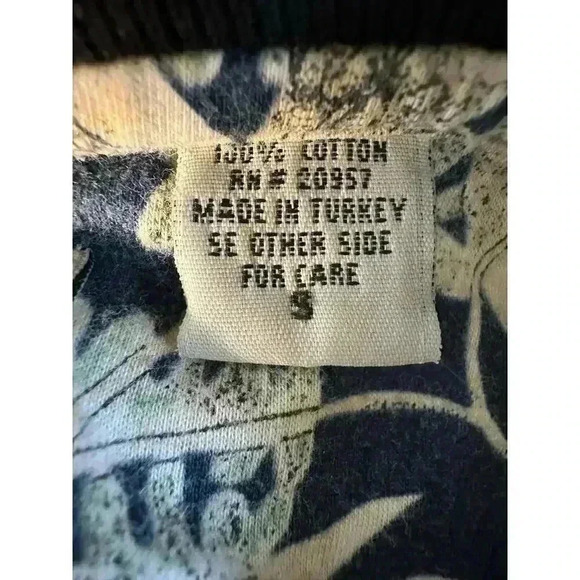 100% COTTON
RN # 20957
MADE IN TURKEY
SE OTHER SIDE
FOR CARE
S